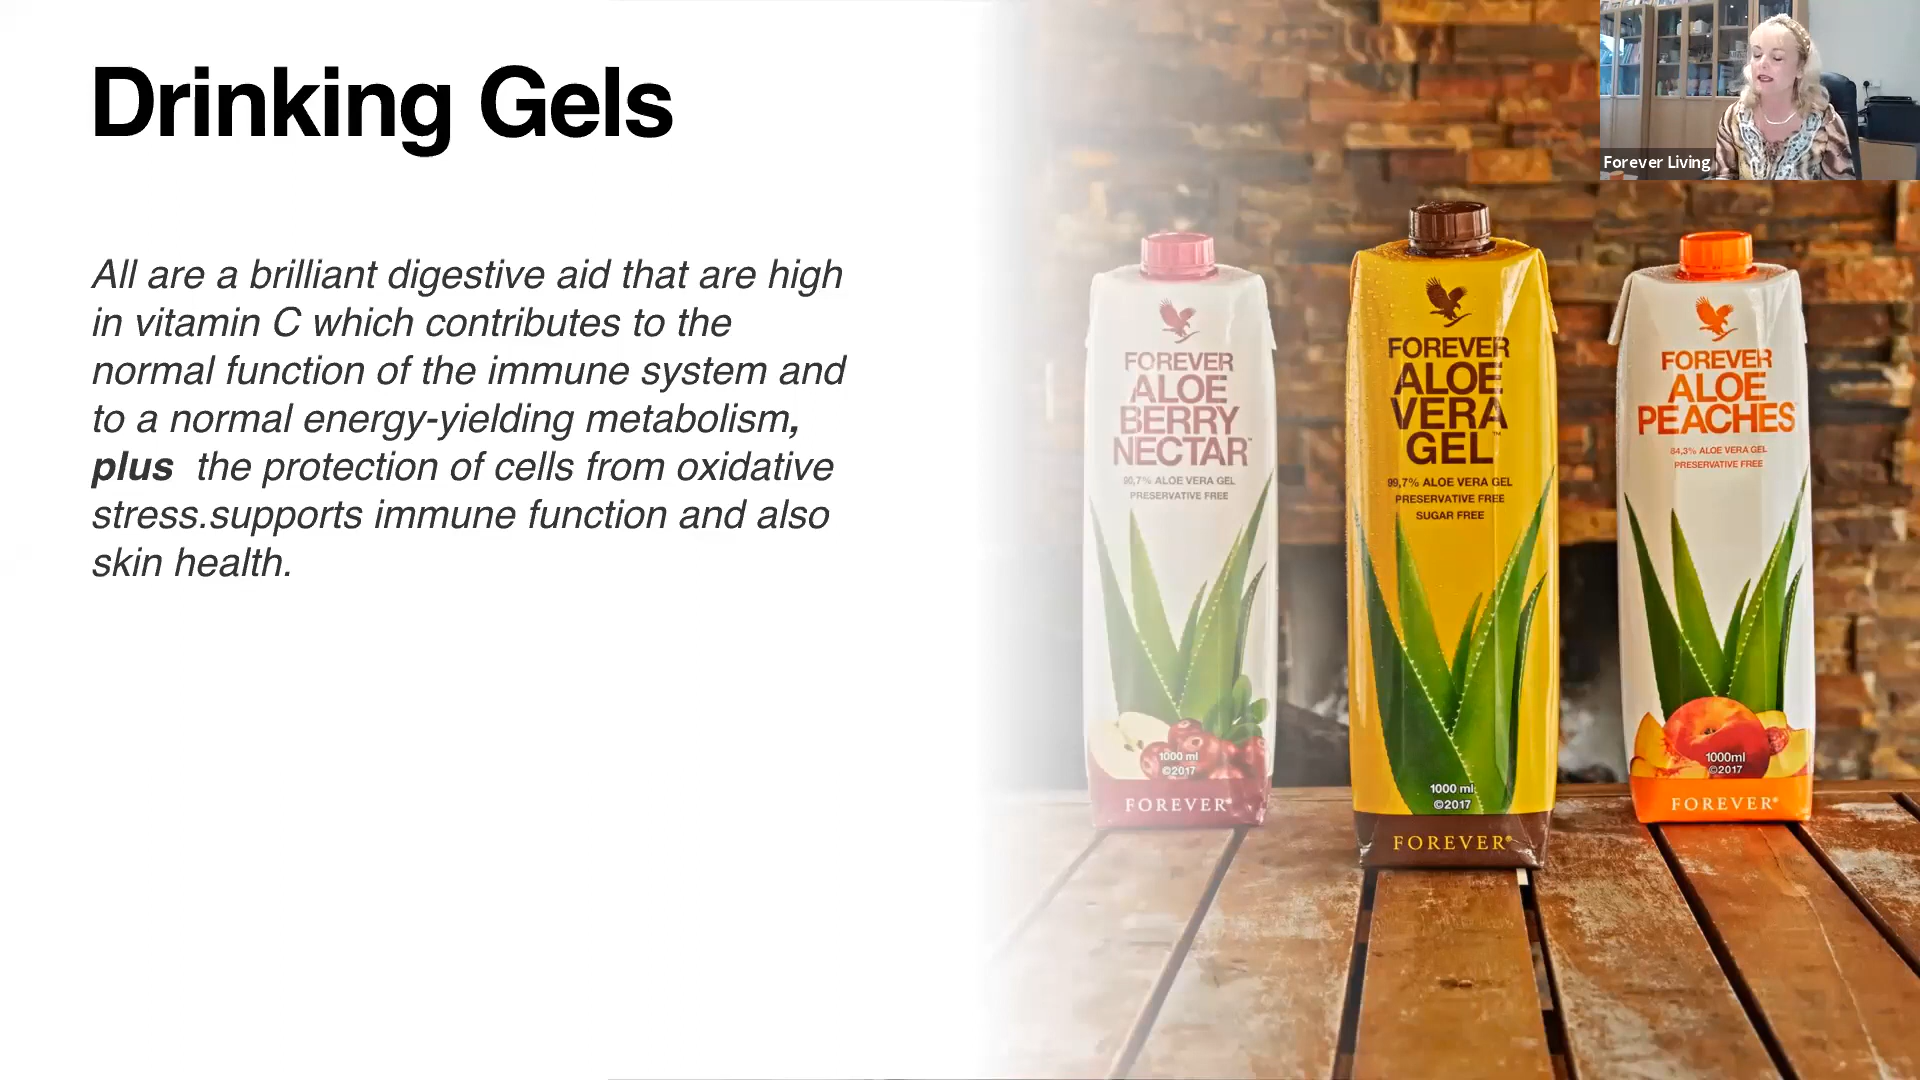 Drinking Gels
All are a brilliant digestive aid that are high
in vitamin C which contributes to the
normal function of the immune system and
to a normal energy-yielding metabolism,
plus the protection of cells from oxidative
stress.supports immune function and also
skin health.
Forever Living
FOREVER
ALOE
BERRY
NECTAR™
90,7% ALOE VERA GEL
PRESERVATIVE FREE
1000 ml
©2017
FOREVER®
FOREVER
ALOE
VERA
GEL™
99,7% ALOE VERA GEL
PRESERVATIVE FREE
SUGAR FREE
1000 ml
©2017
FOREVER®
FOREVER
ALOE
PEACHES™
84,3% ALOE VERA GEL
PRESERVATIVE FREE
1000ml
©2017
FOREVER®